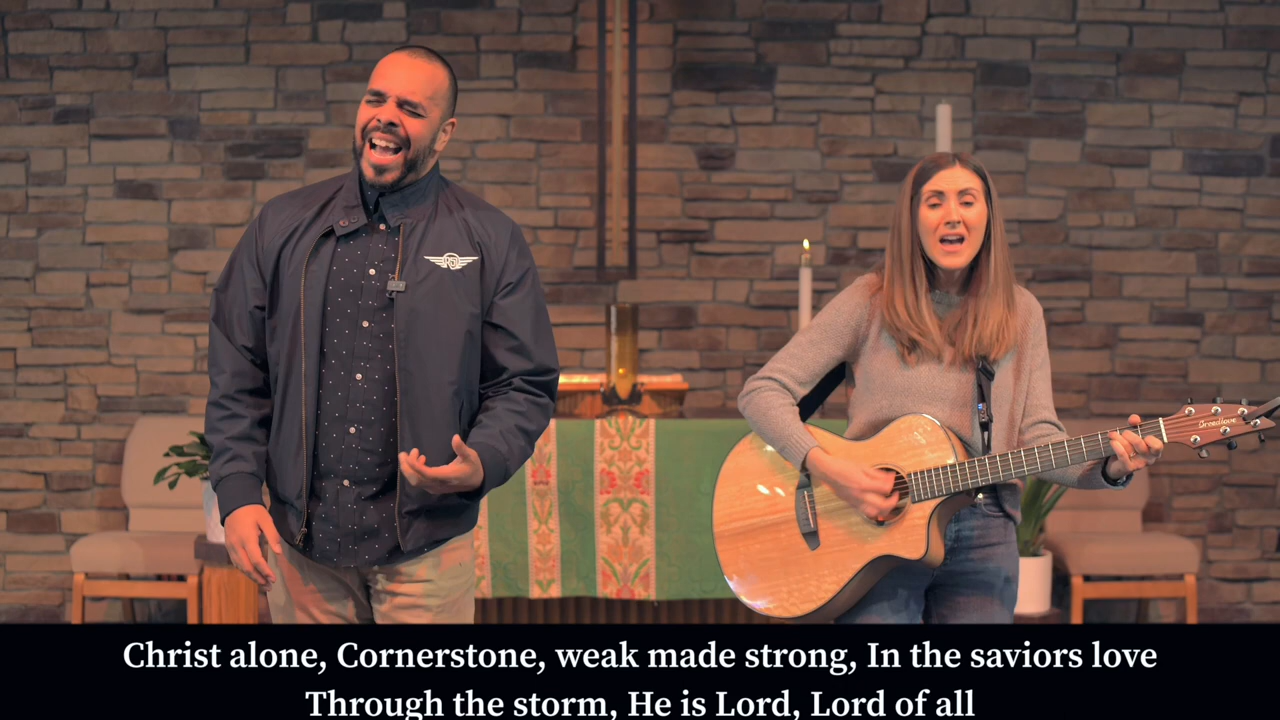 Breedlove
Christ alone, Cornerstone, weak made strong, In the saviors love
Through the storm, He is Lord, Lord of all